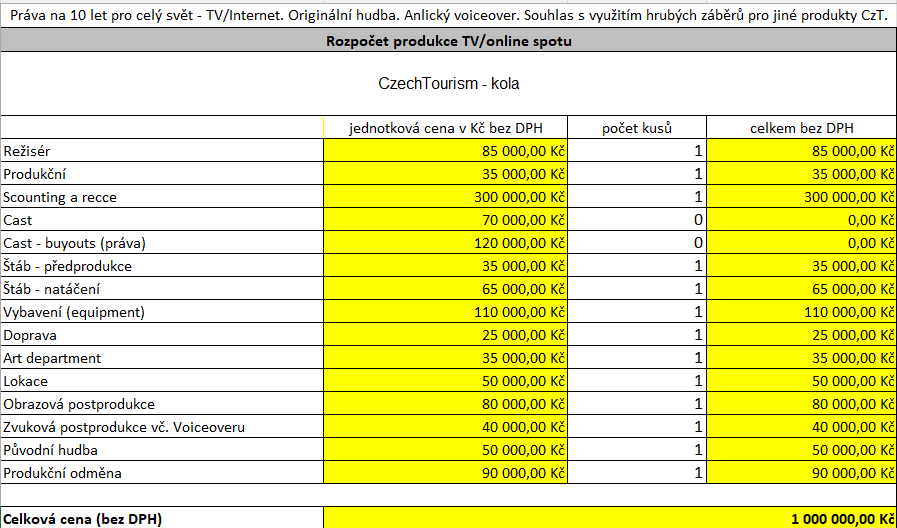 Práva na 10 let pro celý svět - TV/Internet. Originální hudba. Anlický voiceover. Souhlas s využitím hrubých záběrů pro jiné produkty CzT.
Rozpočet produkce TV/online spotu
CzechTourism - kola
jednotková cena v Kč bez DPH počet kusů celkem bez DPH
Režisér 85 000,00 Kč 1 85 000,00 Kč
Produkční 35 000,00 Kč 1 35 000,00 Kč
Scounting a recce 300 000,00 Kč 1 300 000,00 Kč
Cast 70 000,00 Kč 0 0,00 Kč
Cast - buyouts (práva) 120 000,00 Kč 0 0,00 Kč
Štáb - předprodukce 35 000,00 Kč 1 35 000,00 Kč
Štáb - natáčení 65 000,00 Kč 1 65 000,00 Kč
Vybavení (equipment) 110 000,00 Kč 1 110 000,00 Kč
Doprava 25 000,00 Kč 1 25 000,00 Kč
Art department 35 000,00 Kč 1 35 000,00 Kč
Lokace 50 000,00 Kč 1 50 000,00 Kč
Obrazová postprodukce 80 000,00 Kč 1 80 000,00 Kč
Zvuková postprodukce vč. Voiceoveru 40 000,00 Kč 1 40 000,00 Kč
Původní hudba 50 000,00 Kč 1 50 000,00 Kč
Produkční odměna 90 000,00 Kč 1 90 000,00 Kč
Celková cena (bez DPH) 1 000 000,00 Kč